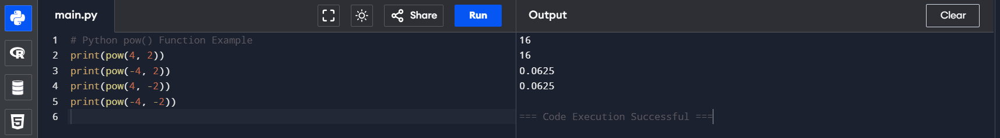 main.py
Share
Run
Output
Clear
1 # Python pow() Function Example
2 print(pow(4, 2))
3 print(pow(-4, 2))
4 print(pow(4, -2))
5 print(pow(-4, -2))
6
16
16
0.0625
0.0625
=== Code Execution Successful ===